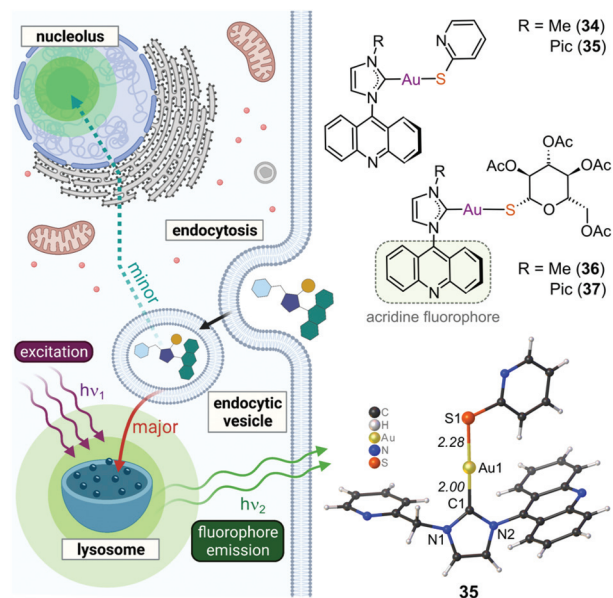 nucleolus
endocytosis
minor
excitation
hν1
major
endocytic
vesicle
hν2
lysosome
fluorophore
emission
R = Me (34)
Pic (35)
R
N
N
Au
S
N
N
OAc
AcO
OAc
R
N
N
Au
S
O
OAc
N
R = Me (36)
Pic (37)
acridine fluorophore
C
H
Au
N
S
S1
2.28
Au1
2.00
C1
N1
N2
35